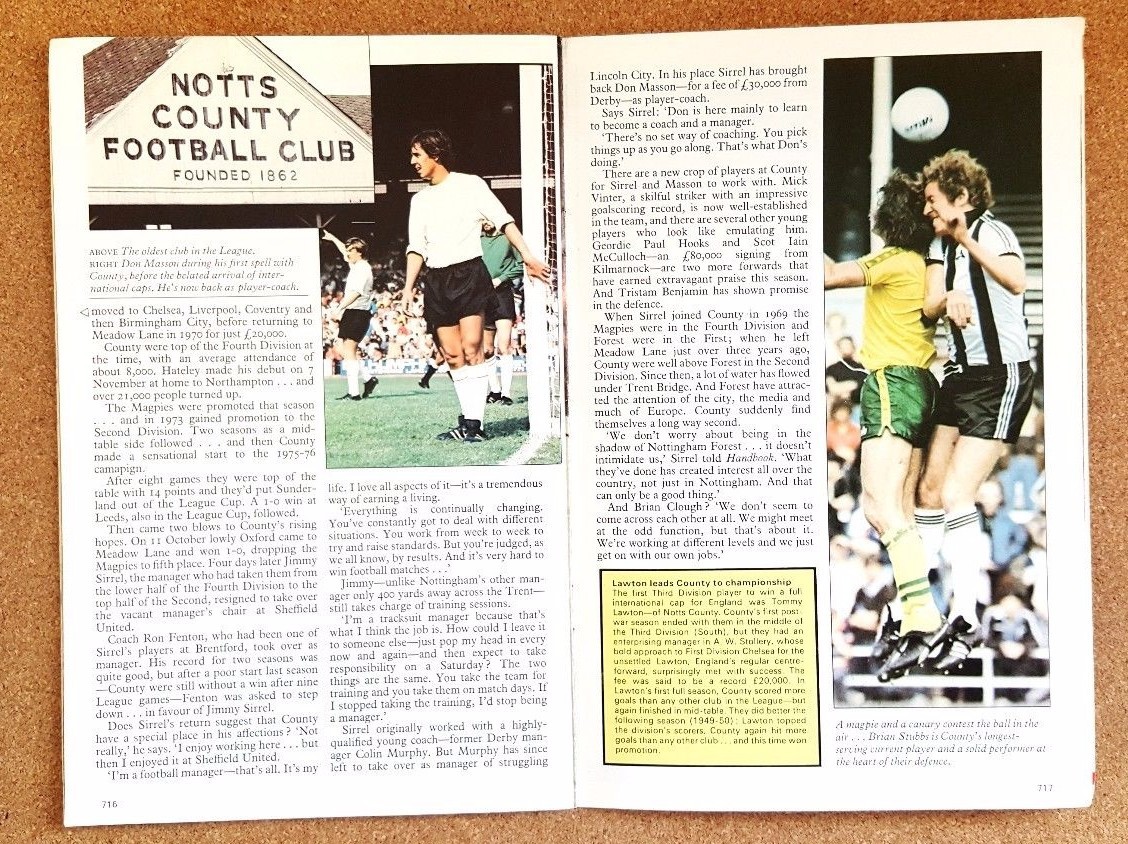 NOTTS
COUNTY
FOOTBALL CLUB
FOUNDED 1862
ABOVE The oldest club in the League.
RIGHT Don Masson during his first spell with
County, before the belated arrival of inter-
national caps. He's now back as player-coach.
◁ moved to Chelsea, Liverpool, Coventry and
then Birmingham City, before returning to
Meadow Lane in 1970 for just £20,000.
County were top of the Fourth Division at
the time, with an average attendance of
about 8,000. Hateley made his debut on 7
November at home to Northampton . . . and
over 21,000 people turned up.
The Magpies were promoted that season
. . . and in 1973 gained promotion to the
Second Division. Two seasons as a mid-
table side followed . . . and then County
made a sensational start to the 1975-76
camapign.
After eight games they were top of the
table with 14 points and they'd put Sunder-
land out of the League Cup. A 1-0 win at
Leeds, also in the League Cup, followed.
Then came two blows to County's rising
hopes. On 11 October lowly Oxford came to
Meadow Lane and won 1-0, dropping the
Magpies to fifth place. Four days later Jimmy
Sirrel, the manager who had taken them from
the lower half of the Fourth Division to the
top half of the Second, resigned to take over
the vacant manager's chair at Sheffield
United.
Coach Ron Fenton, who had been one of
Sirrel's players at Brentford, took over as
manager. His record for two seasons was
quite good, but after a poor start last season
—County were still without a win after nine
League games—Fenton was asked to step
down . . . in favour of Jimmy Sirrel.
Does Sirrel's return suggest that County
have a special place in his affections? 'Not
really,' he says. 'I enjoy working here . . . but
then I enjoyed it at Sheffield United.
'I'm a football manager—that's all. It's my
716
life. I love all aspects of it—it's a tremendous
way of earning a living.
'Everything is continually changing.
You've constantly got to deal with different
situations. You work from week to week to
try and raise standards. But you're judged, as
we all know, by results. And it's very hard to
win football matches . . .'
Jimmy—unlike Nottingham's other man-
ager only 400 yards away across the Trent—
still takes charge of training sessions.
'I'm a tracksuit manager because that's
what I think the job is. How could I leave it
to someone else—just pop my head in every
now and again—and then expect to take
responsibility on a Saturday? The two
things are the same. You take the team for
training and you take them on match days. If
I stopped taking the training, I'd stop being
a manager.'
Sirrel originally worked with a highly-
qualified young coach—former Derby man-
ager Colin Murphy. But Murphy has since
left to take over as manager of struggling
Lincoln City. In his place Sirrel has brought
back Don Masson—for a fee of £30,000 from
Derby—as player-coach.
Says Sirrel: 'Don is here mainly to learn
to become a coach and a manager.
'There's no set way of coaching. You pick
things up as you go along. That's what Don's
doing.'
There are a new crop of players at County
for Sirrel and Masson to work with. Mick
Vinter, a skilful striker with an impressive
goalscoring record, is now well-established
in the team, and there are several other young
players who look like emulating him.
Geordie Paul Hooks and Scot Iain
McCulloch—an £80,000 signing from
Kilmarnock—are two more forwards that
have earned extravagant praise this season.
And Tristam Benjamin has shown promise
in the defence.
When Sirrel joined County in 1969 the
Magpies were in the Fourth Division and
Forest were in the First; when he left
Meadow Lane just over three years ago,
County were well above Forest in the Second
Division. Since then, a lot of water has flowed
under Trent Bridge. And Forest have attrac-
ted the attention of the city, the media and
much of Europe. County suddenly find
themselves a long way second.
'We don't worry about being in the
shadow of Nottingham Forest . . . it doesn't
intimidate us,' Sirrel told Handbook. 'What
they've done has created interest all over the
country, not just in Nottingham. And that
can only be a good thing.'
And Brian Clough? 'We don't seem to
come across each other at all. We might meet
at the odd function, but that's about it.
We're working at different levels and we just
get on with our own jobs.'
Lawton leads County to championship
The first Third Division player to win a full
international cap for England was Tommy
Lawton—of Notts County. County's first post-
war season ended with them in the middle of
the Third Division (South), but they had an
enterprising manager in A. W. Stollery, whose
bold approach to First Division Chelsea for the
unsettled Lawton, England's regular centre-
forward, surprisingly met with success. The
fee was said to be a record £20,000. In
Lawton's first full season, County scored more
goals than any other club in the League—but
again finished in mid-table. They did better the
following season (1949-50): Lawton topped
the division's scorers, County again hit more
goals than any other club . . . and this time won
promotion.
A magpie and a canary contest the ball in the
air . . . Brian Stubbs is County's longest-
serving current player and a solid performer at
the heart of their defence.
717